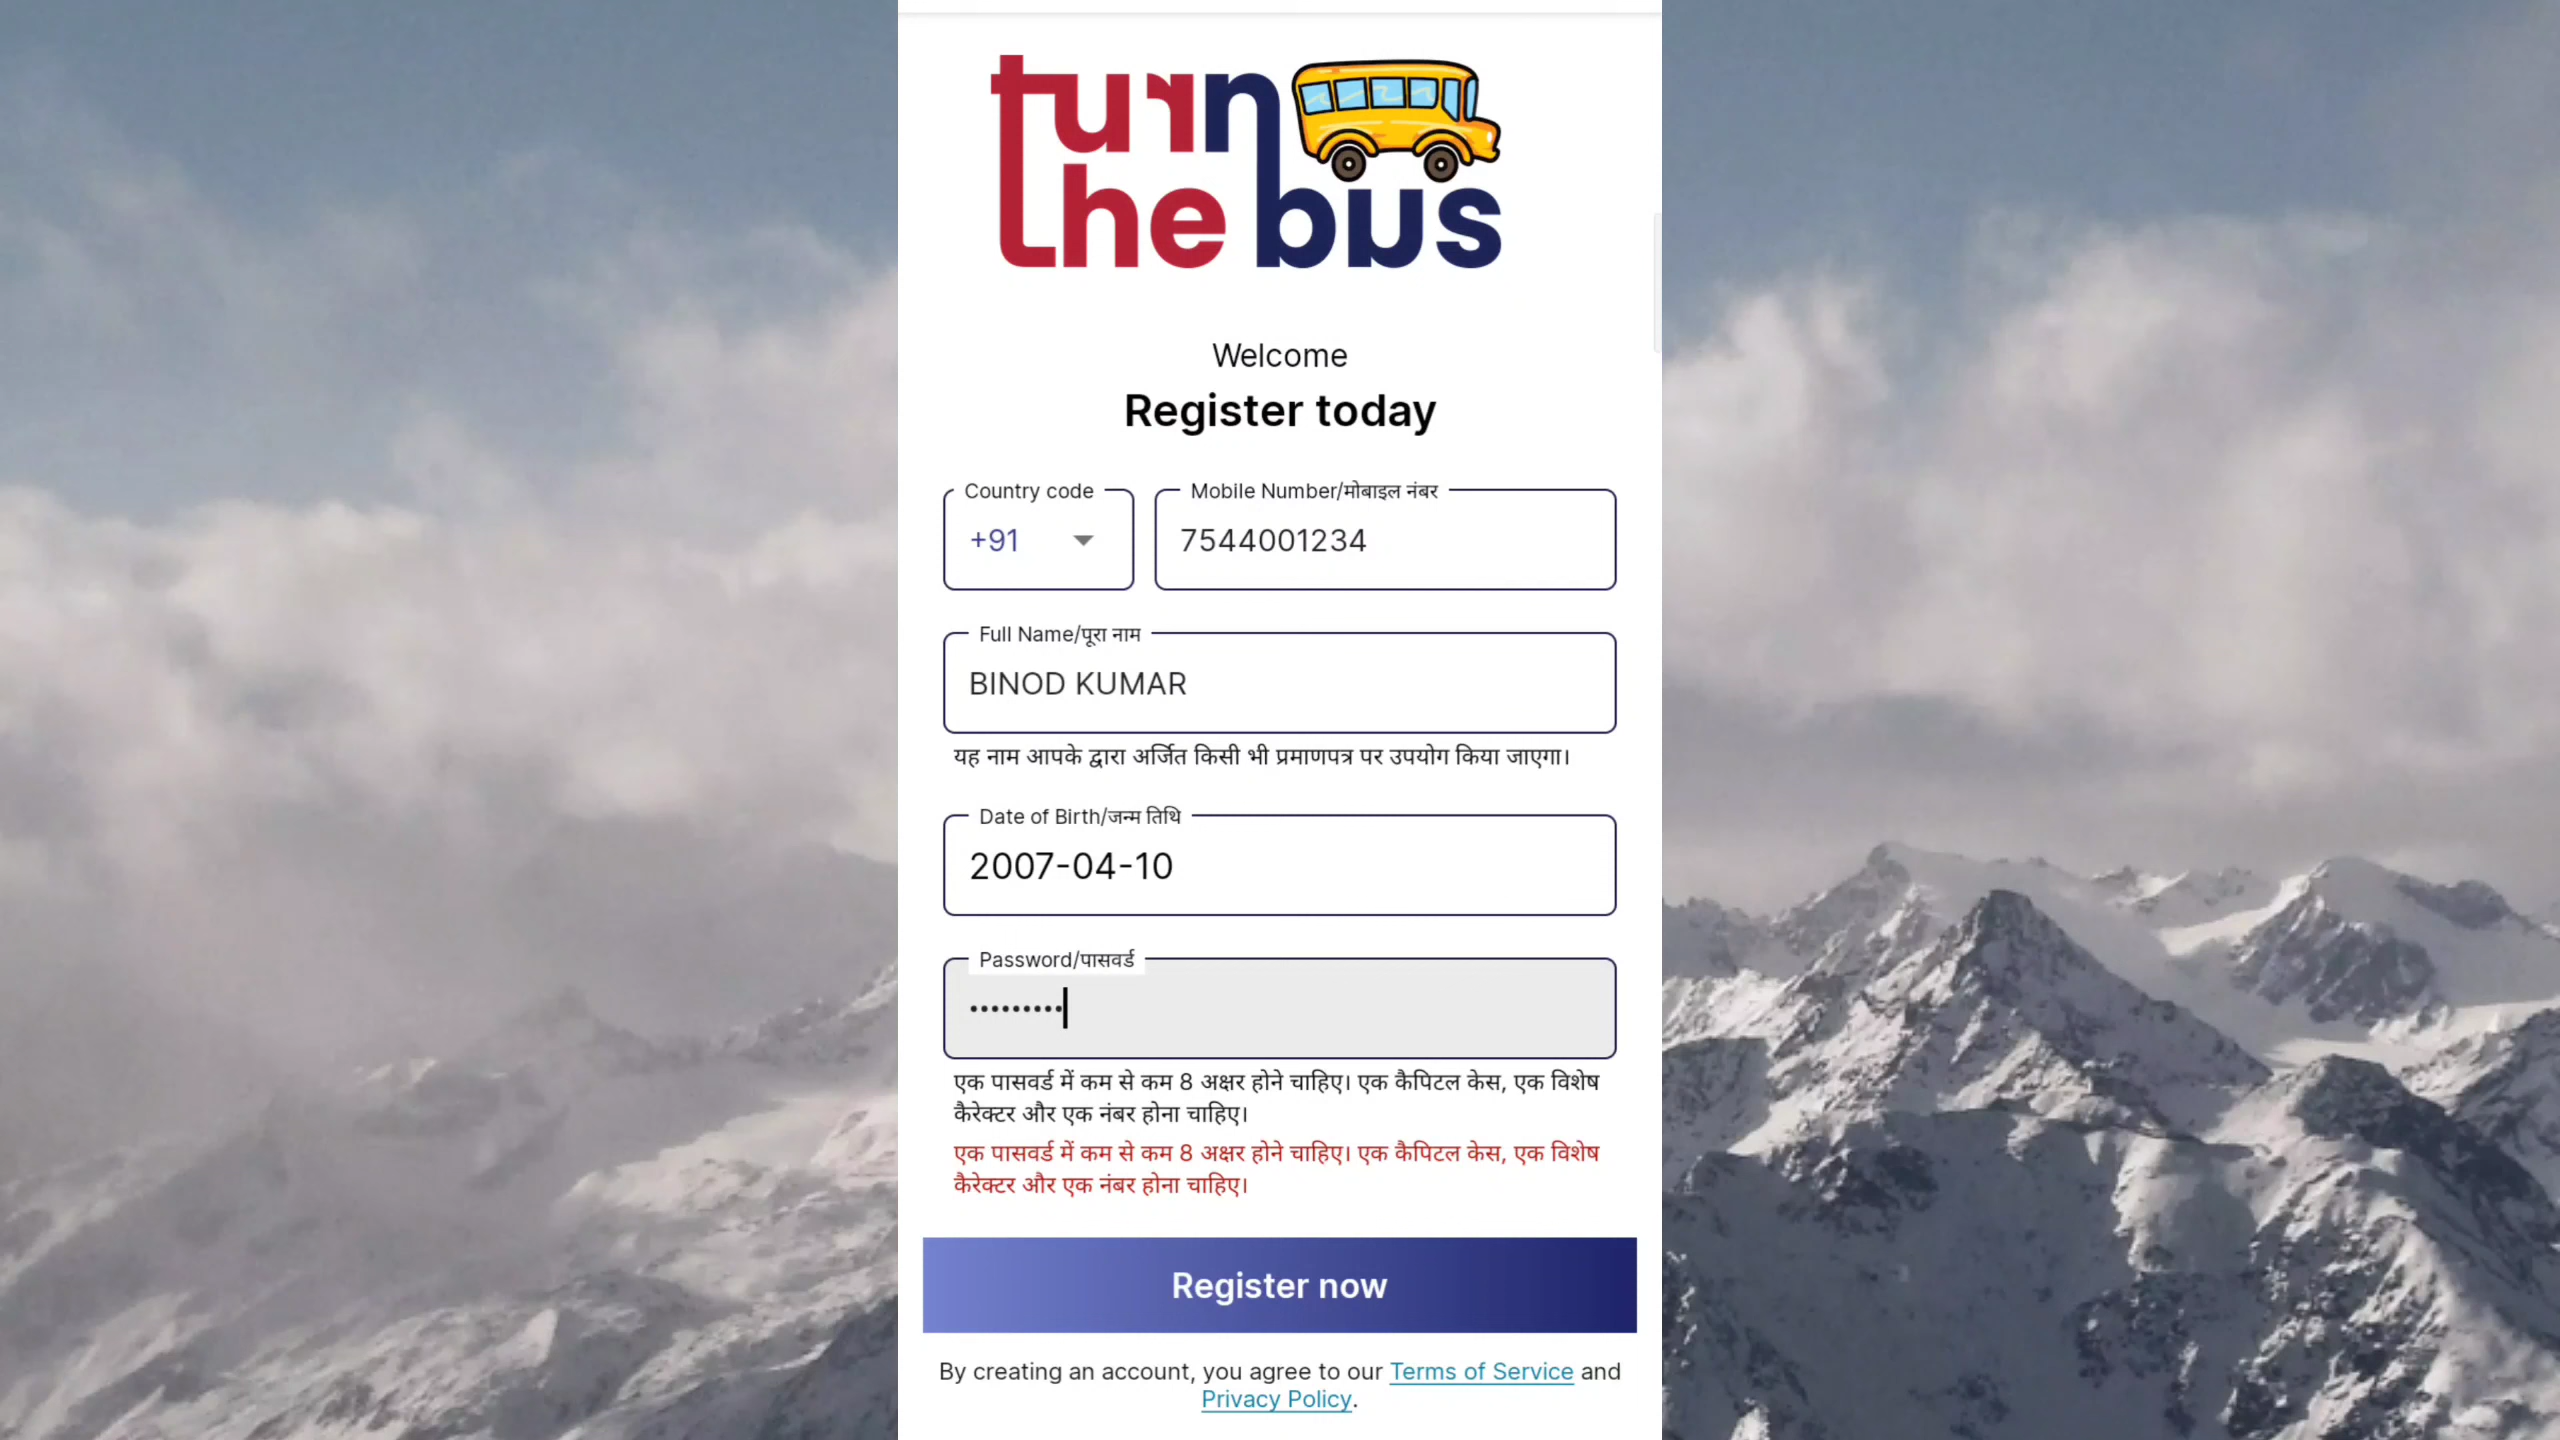 turn
the bus
Welcome
Register today
Country code
Mobile Number/मोबाइल नंबर
+91
7544001234
Full Name/पूरा नाम
BINOD KUMAR
यह नाम आपके द्वारा अर्जित किसी भी प्रमाणपत्र पर उपयोग किया जाएगा।
Date of Birth/जन्म तिथि
2007-04-10
Password/पासवर्ड
•••••••••
एक पासवर्ड में कम से कम 8 अक्षर होने चाहिए। एक कैपिटल केस, एक विशेष
कैरेक्टर और एक नंबर होना चाहिए।
एक पासवर्ड में कम से कम 8 अक्षर होने चाहिए। एक कैपिटल केस, एक विशेष
कैरेक्टर और एक नंबर होना चाहिए।
Register now
By creating an account, you agree to our Terms of Service and
Privacy Policy.